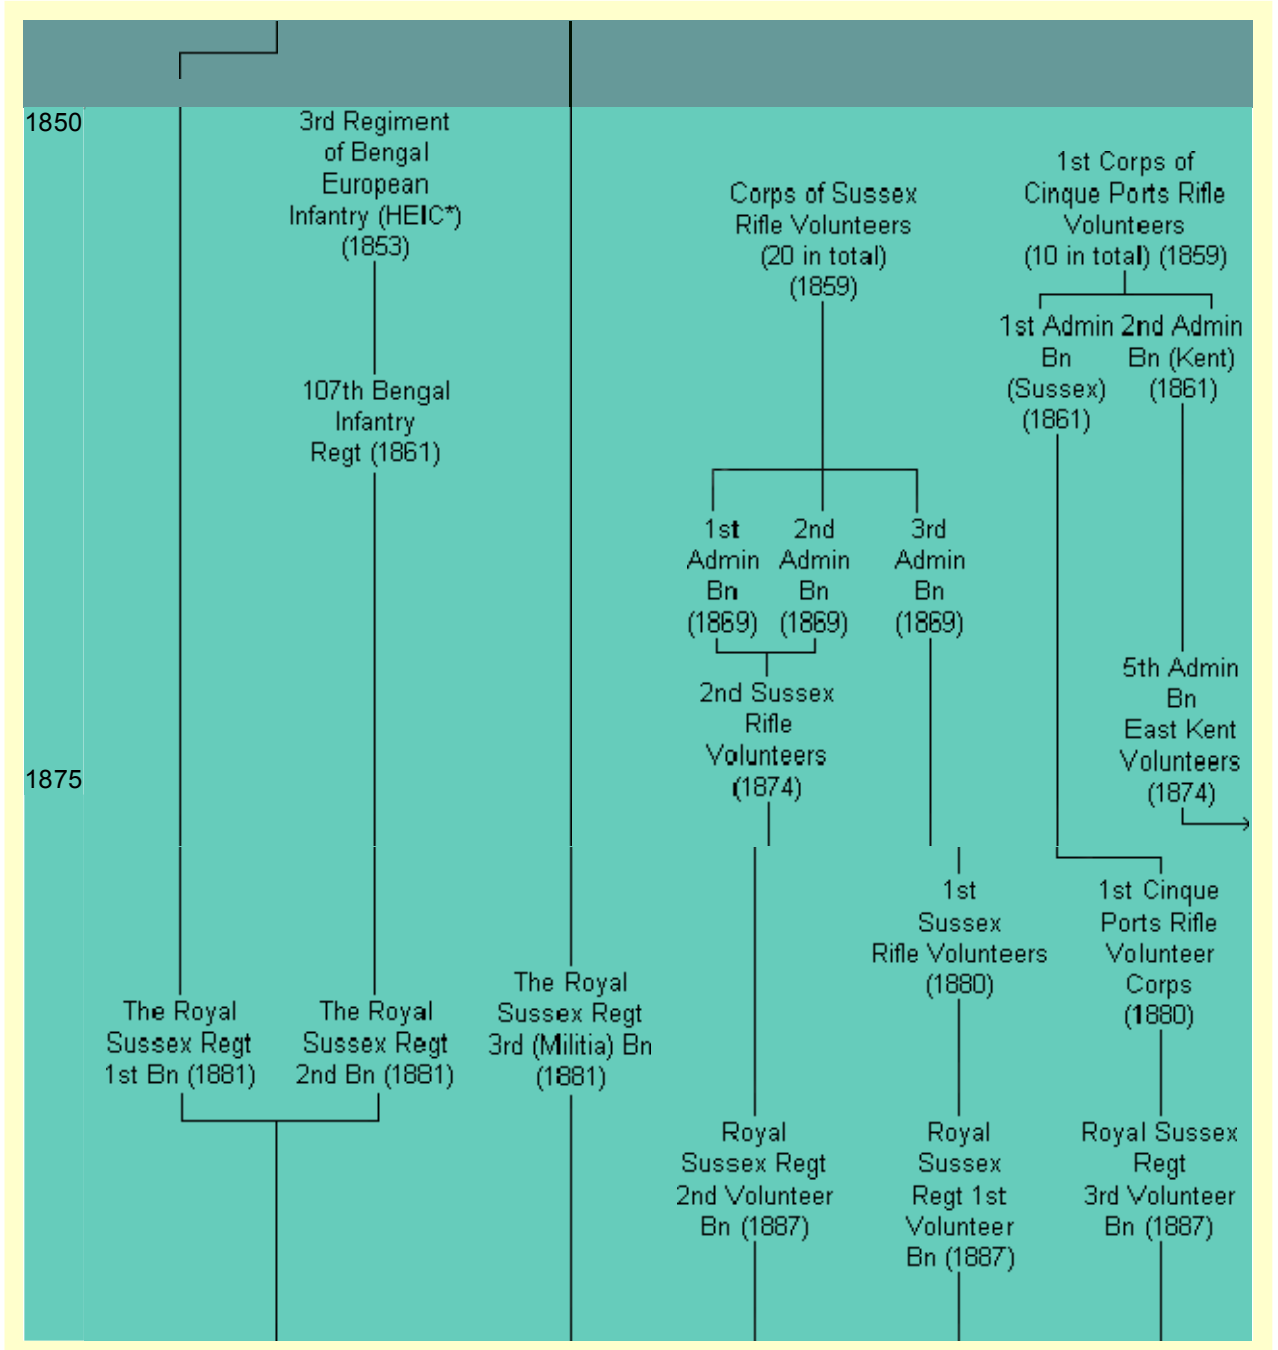 1850
3rd Regiment
of Bengal
European
Infantry (HEIC*)
(1853)
107th Bengal
Infantry
Regt (1861)
Corps of Sussex
Rifle Volunteers
(20 in total)
(1859)
1st Corps of
Cinque Ports Rifle
Volunteers
(10 in total) (1859)
1st Admin
Bn
(Sussex)
(1861)
2nd Admin
Bn (Kent)
(1861)
1st
Admin
Bn
(1869)
2nd
Admin
Bn
(1869)
3rd
Admin
Bn
(1869)
2nd Sussex
Rifle
Volunteers
(1874)
5th Admin
Bn
East Kent
Volunteers
(1874)
1875
1st
Sussex
Rifle Volunteers
(1880)
1st Cinque
Ports Rifle
Volunteer
Corps
(1880)
The Royal
Sussex Regt
1st Bn (1881)
The Royal
Sussex Regt
2nd Bn (1881)
The Royal
Sussex Regt
3rd (Militia) Bn
(1881)
Royal
Sussex Regt
2nd Volunteer
Bn (1887)
Royal
Sussex
Regt 1st
Volunteer
Bn (1887)
Royal Sussex
Regt
3rd Volunteer
Bn (1887)